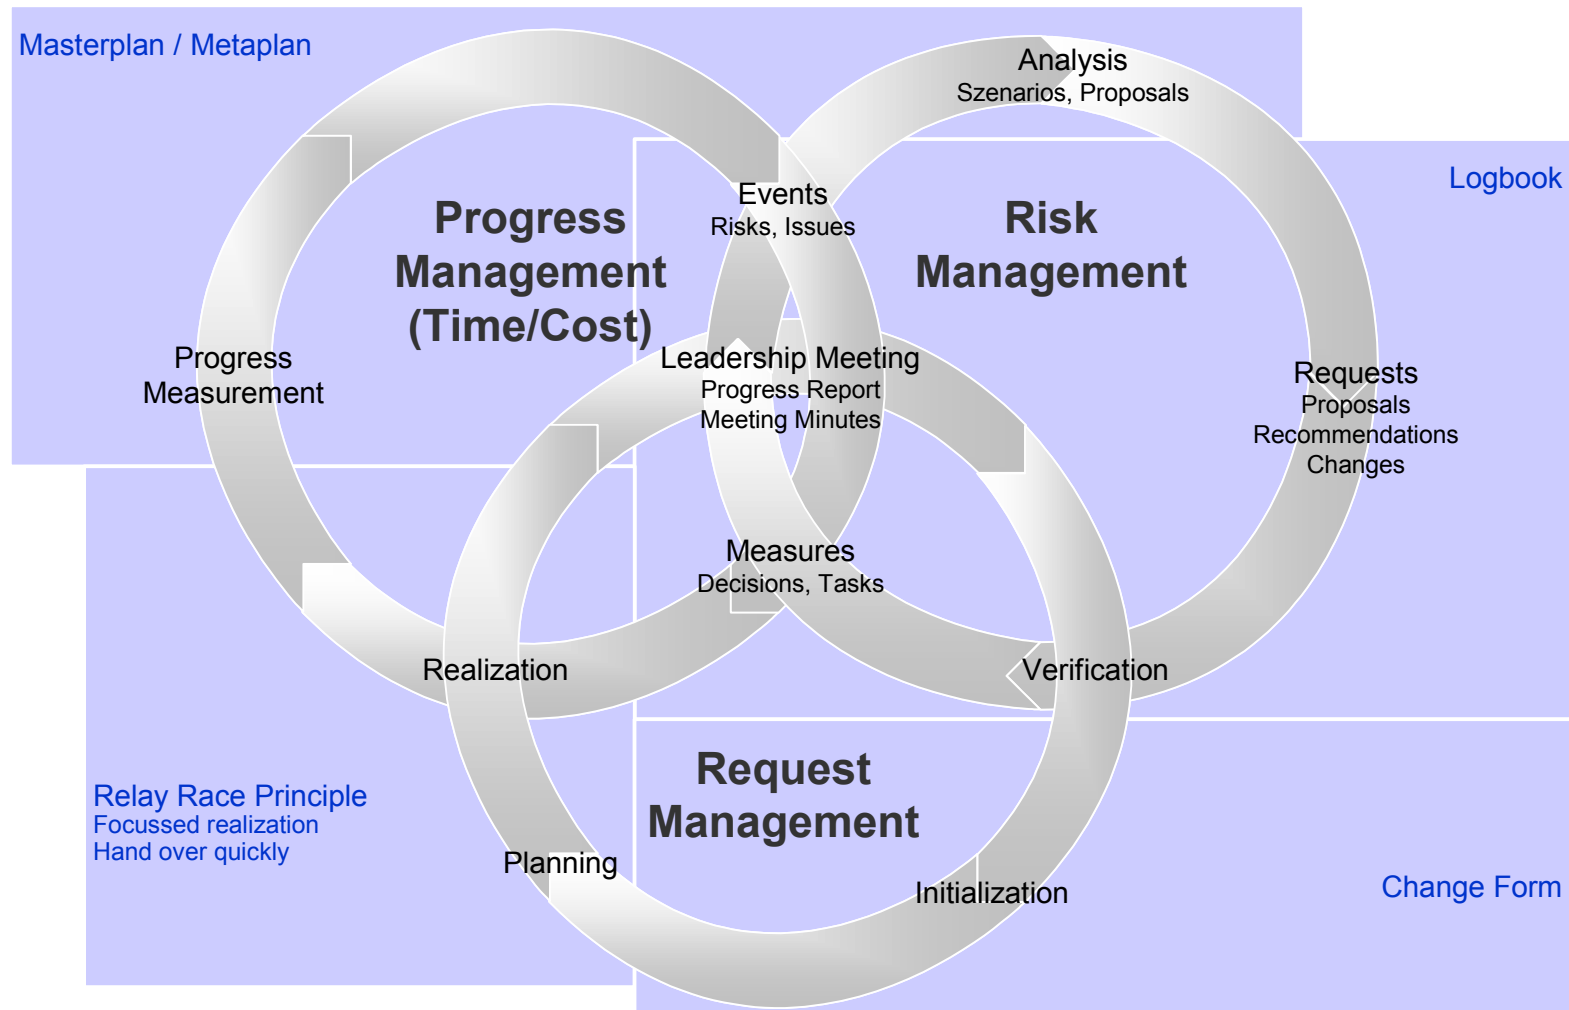 Masterplan / Metaplan
Analysis
Szenarios, Proposals
Logbook
Events
Risks, Issues
Progress
Management
(Time/Cost)
Risk
Management
Progress
Measurement
Leadership Meeting
Progress Report
Meeting Minutes
Requests
Proposals
Recommendations
Changes
Measures
Decisions, Tasks
Realization
Verification
Request
Management
Relay Race Principle
Focussed realization
Hand over quickly
Planning
Initialization
Change Form